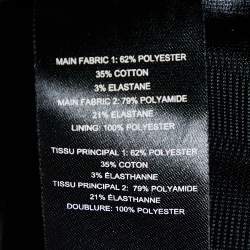 MAIN FABRIC 1: 62% POLYESTER
35% COTTON
3% ELASTANE
MAIN FABRIC 2: 79% POLYAMIDE
21% ELASTANE
LINING: 100% POLYESTER
TISSU PRINCIPAL 1: 62% POLYESTER
35% COTTON
3% ÉLASTHANNE
TISSU PRINCIPAL 2: 79% POLYAMIDE
21% ÉLASTHANNE
DOUBLURE: 100% POLYESTER